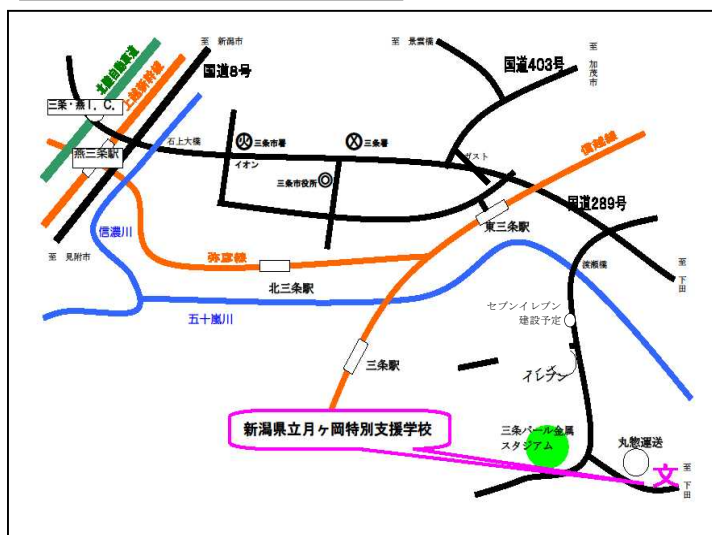 至 新潟市
国道8号
北陸自動車道
上越新幹線
三条・燕I.C.
燕三条駅
石上大橋
至 景雲橋
国道403号
至 加茂市
火
三条市署
イオン
三条署
三条市役所
ガスト
信越線
国道289号
東三条駅
信濃川
至 見附市
弥彦線
北三条駅
五十嵐川
至 下田
セブンイレブン
建設予定
三条駅
イレブン
新潟県立月ヶ岡特別支援学校
三条パール金属
スタジアム
丸惣運送
文
至 下田